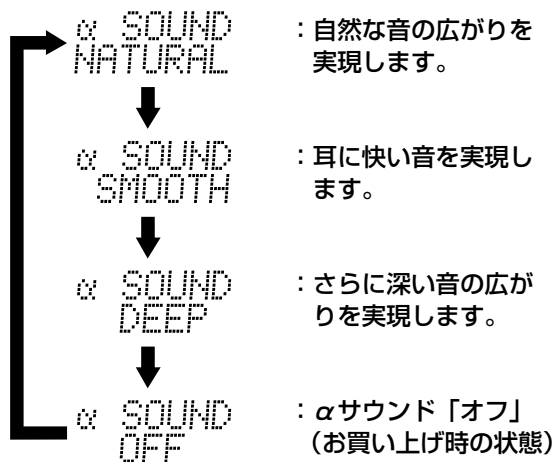 α SOUND
NATURAL
：自然な音の広がりを
実現します。
α SOUND
SMOOTH
：耳に快い音を実現し
ます。
α SOUND
DEEP
：さらに深い音の広が
りを実現します。
α SOUND
OFF
：αサウンド「オフ」
（お買い上げ時の状態）